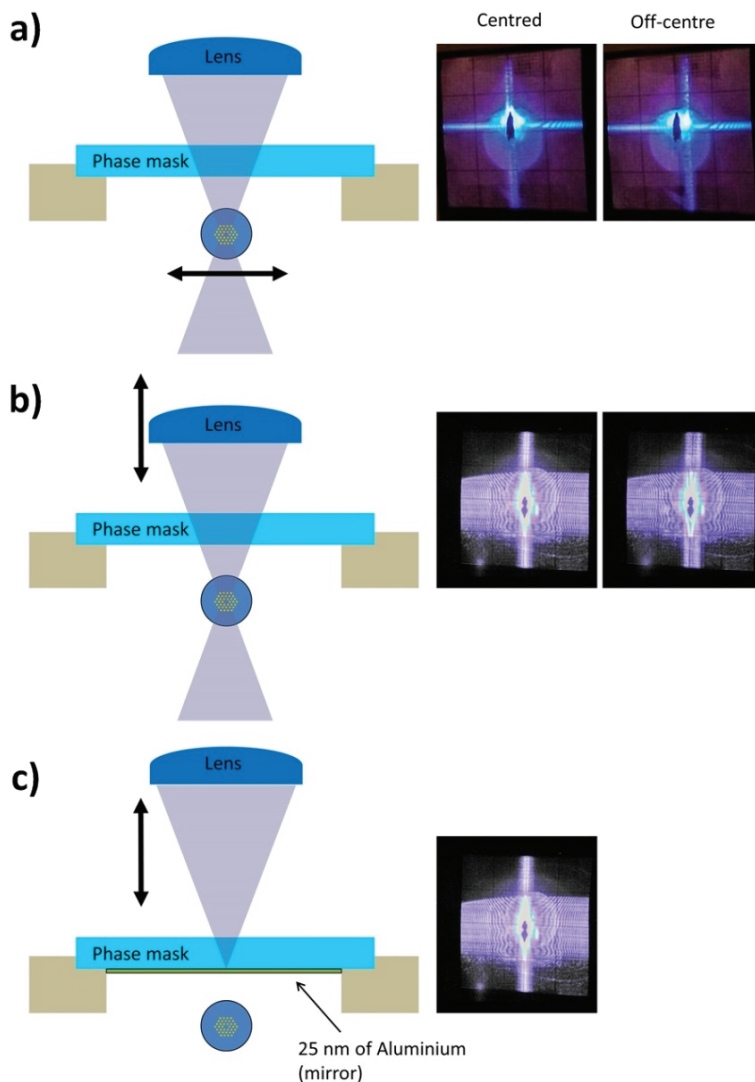 a)
Centred
Off-centre
Lens
Phase mask
b)
Lens
Phase mask
c)
Lens
Phase mask
25 nm of Aluminium
(mirror)